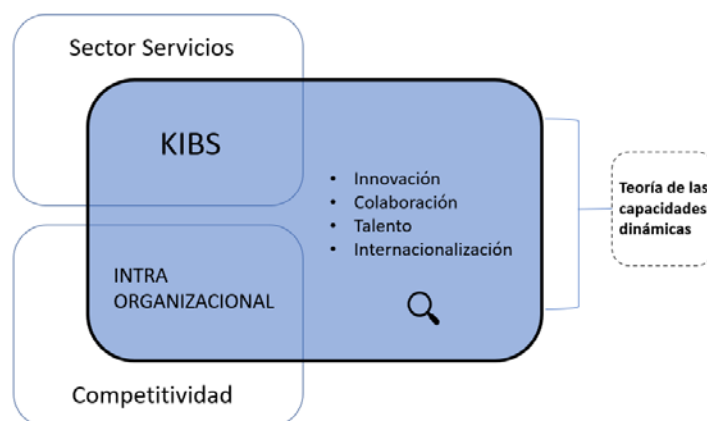 Sector Servicios
KIBS
• Innovación
• Colaboración
• Talento
• Internacionalización
INTRA
ORGANIZACIONAL
Competitividad
Teoría de las
capacidades
dinámicas